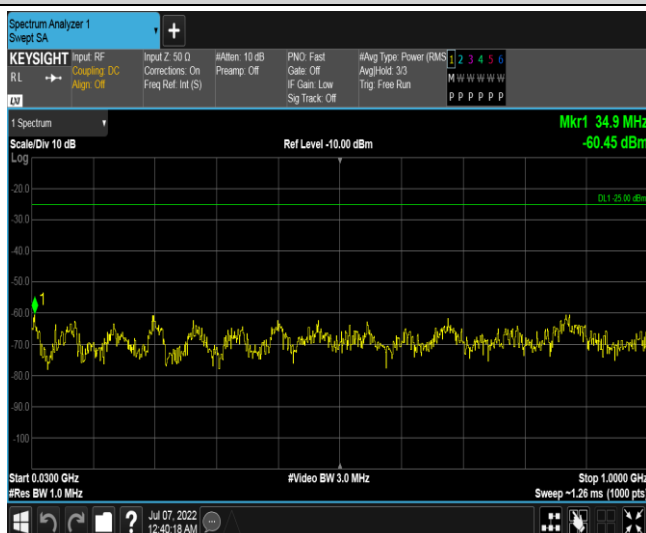 Spectrum Analyzer 1
Swept SA
+
KEYSIGHT
RL
LXI
Input: RF
Coupling: DC
Align: Off
Input Z: 50 Ω
Corrections: On
Freq Ref: Int (S)
#Atten: 10 dB
Preamp: Off
PNO: Fast
Gate: Off
IF Gain: Low
Sig Track: Off
#Avg Type: Power (RMS
Avg|Hold: 3/3
Trig: Free Run
1 2 3 4 5 6
M W W W W W
P P P P P P
1 Spectrum
Scale/Div 10 dB
Ref Level -10.00 dBm
Mkr1 34.9 MHz
-60.45 dBm
Log
-20.0
DL1 -25.00 dBm
-30.0
-40.0
-50.0
1
-60.0
-70.0
-80.0
-90.0
-100
Start 0.0300 GHz
#Video BW 3.0 MHz
Stop 1.0000 GHz
#Res BW 1.0 MHz
Sweep ~1.26 ms (1000 pts)
?
Jul 07, 2022
12:40:18 AM